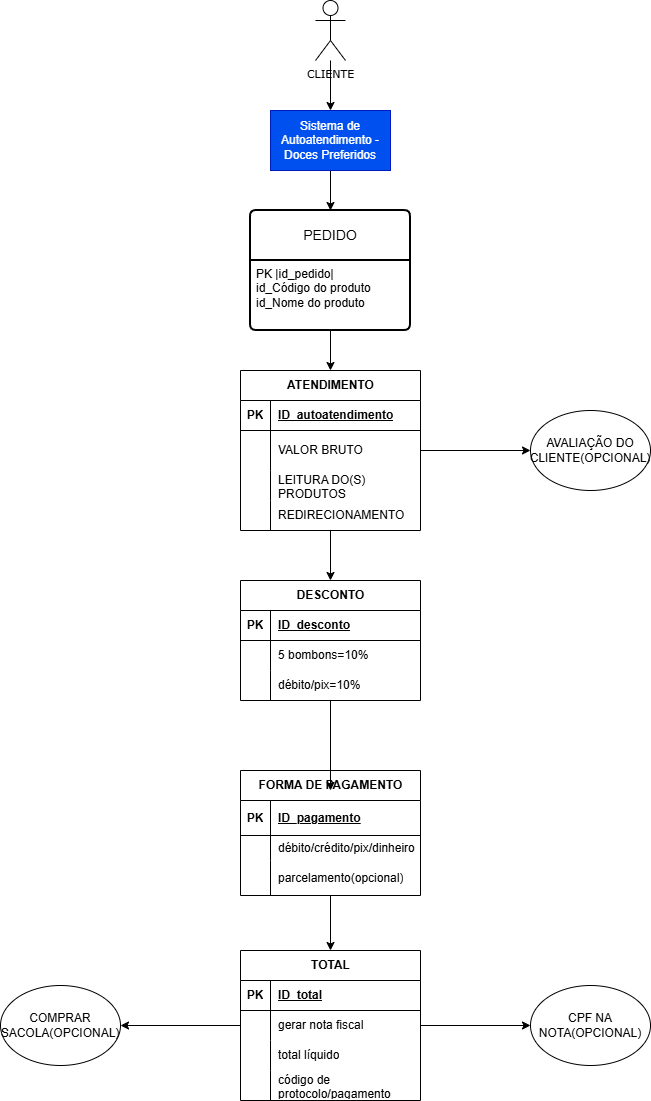 CLIENTE
Sistema de
Autoatendimento -
Doces Preferidos
PEDIDO
PK |id_pedido|
id_Código do produto
id_Nome do produto
ATENDIMENTO
PK ID_autoatendimento
VALOR BRUTO
LEITURA DO(S)
PRODUTOS
REDIRECIONAMENTO
AVALIAÇÃO DO
CLIENTE(OPCIONAL)
DESCONTO
PK ID_desconto
5 bombons=10%
débito/pix=10%
FORMA DE PAGAMENTO
PK ID_pagamento
débito/crédito/pix/dinheiro
parcelamento(opcional)
TOTAL
PK ID_total
gerar nota fiscal
total líquido
código de
protocolo/pagamento
COMPRAR
SACOLA(OPCIONAL)
CPF NA
NOTA(OPCIONAL)